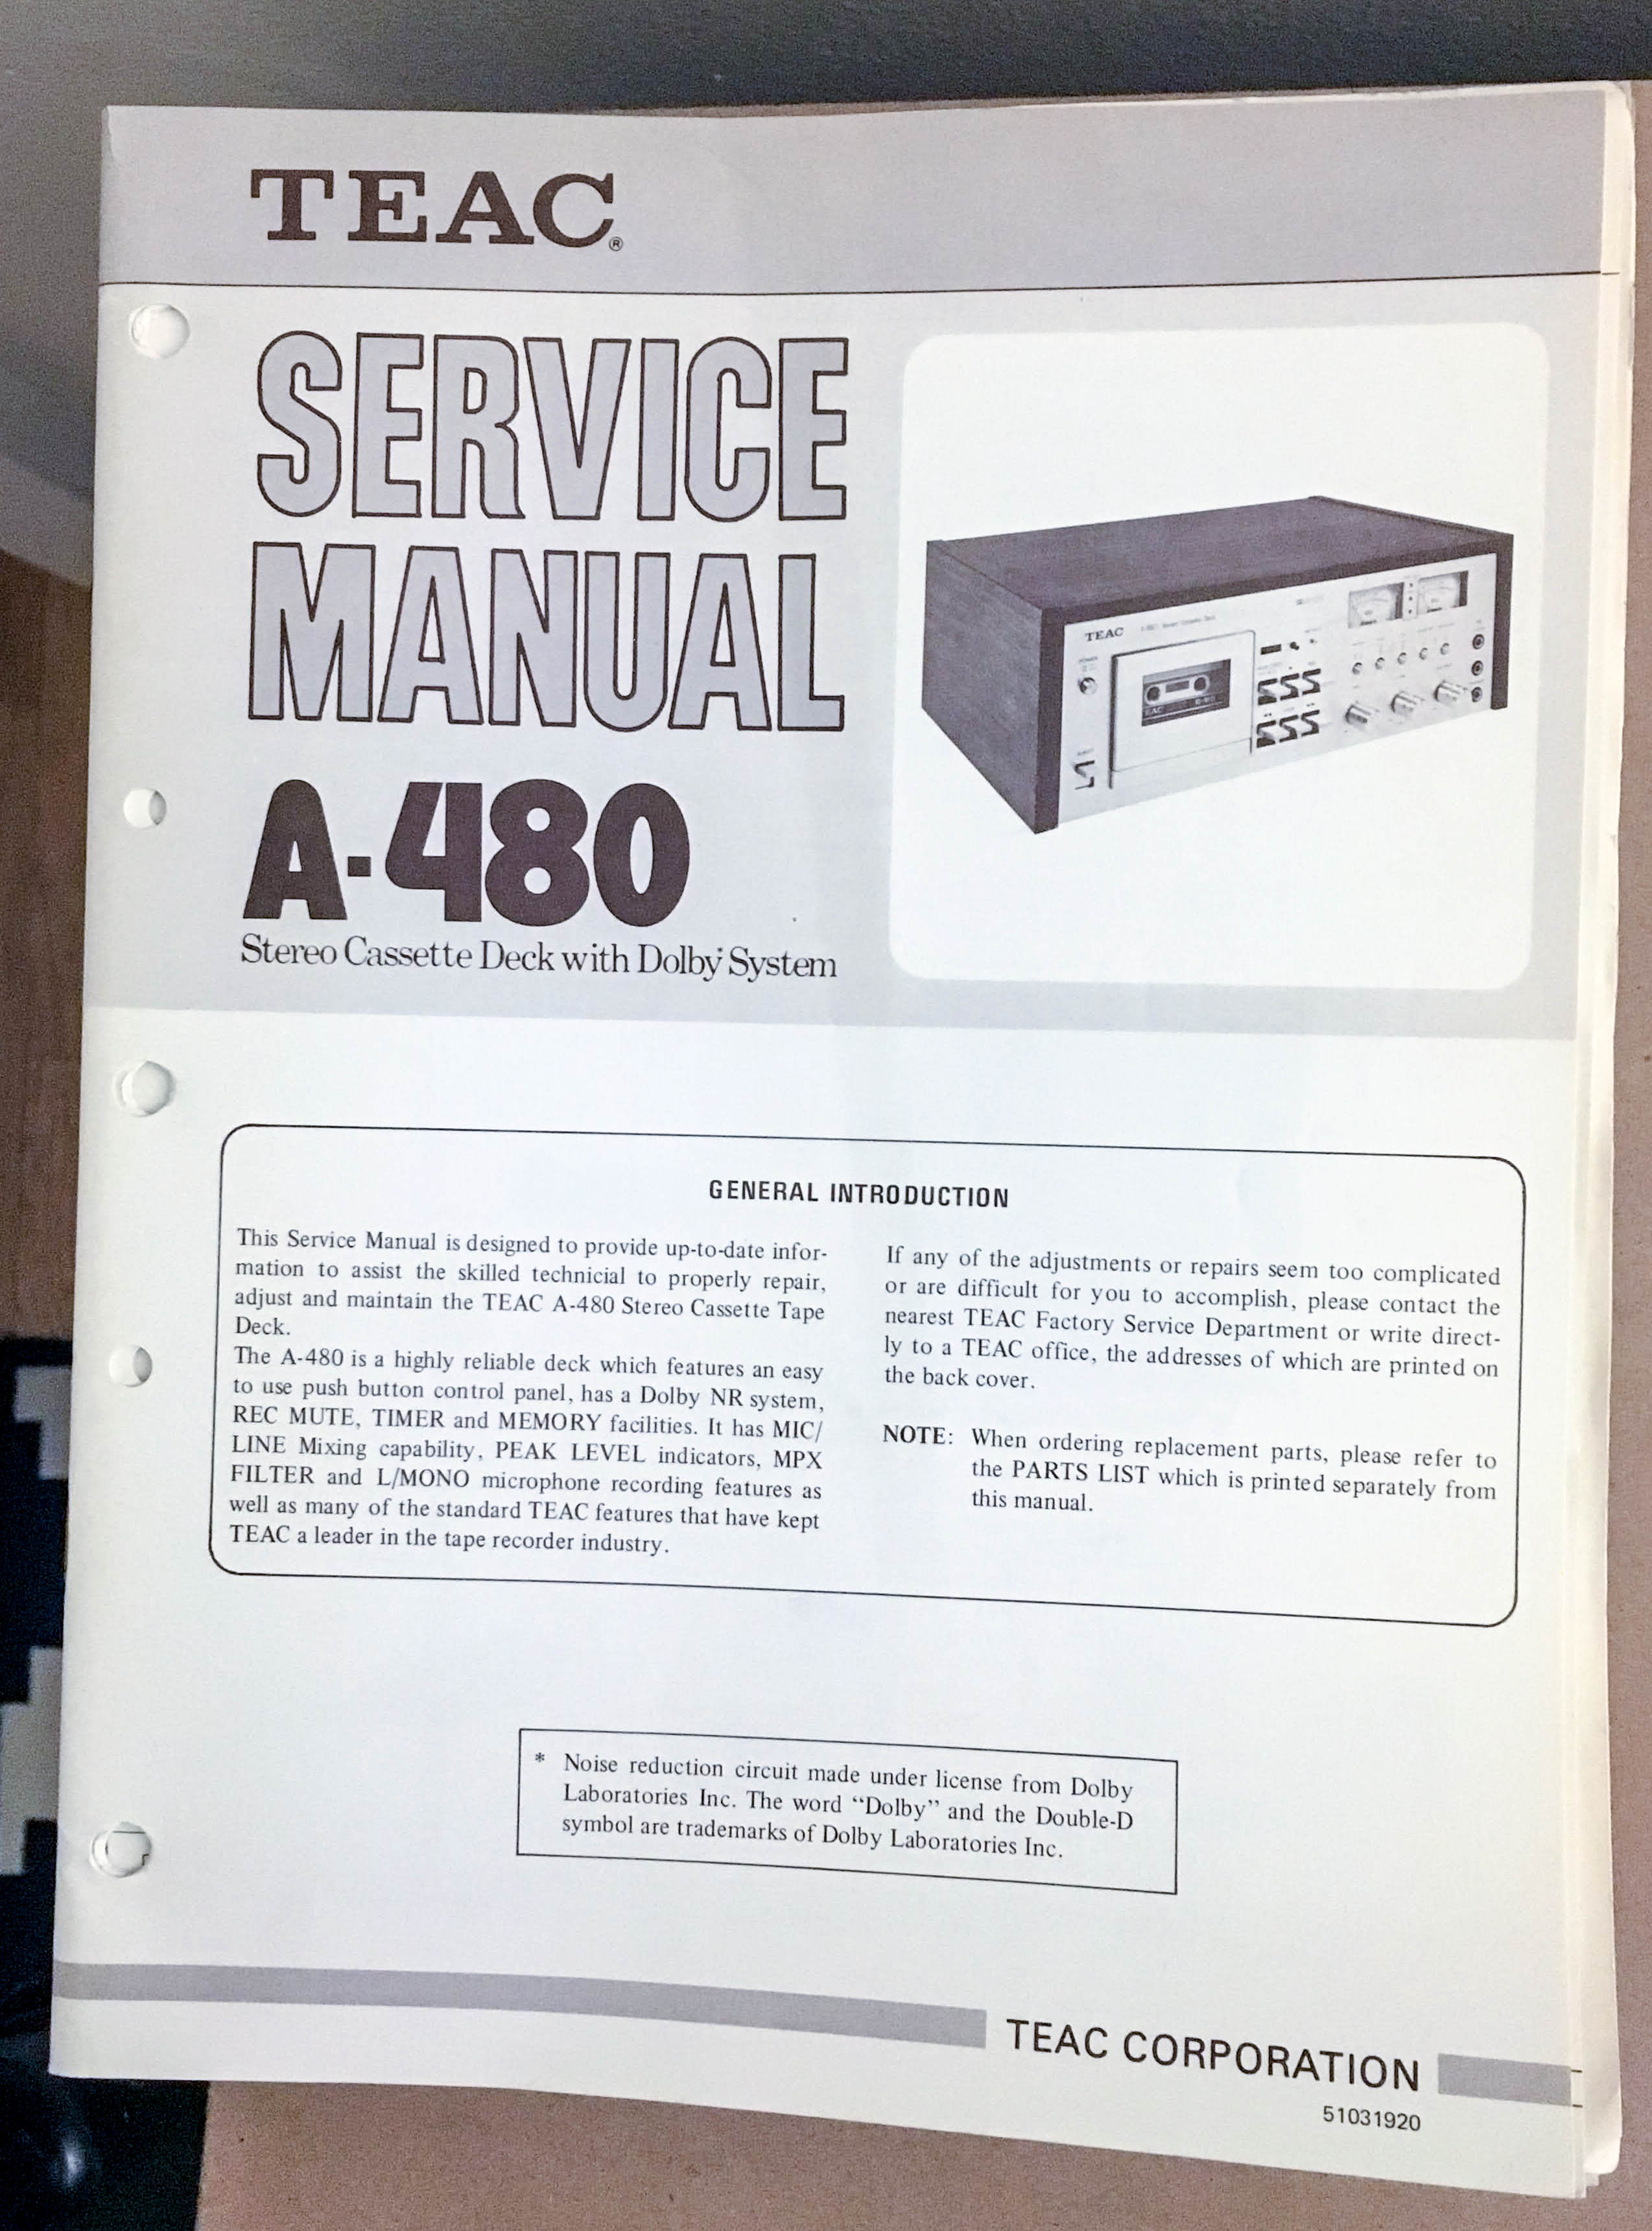 TEAC®
SERVICE
MANUAL
A-480
Stereo Cassette Deck with Dolby* System
TEAC
GENERAL INTRODUCTION
This Service Manual is designed to provide up-to-date infor-
mation to assist the skilled technicial to properly repair,
adjust and maintain the TEAC A-480 Stereo Cassette Tape
Deck.
The A-480 is a highly reliable deck which features an easy
to use push button control panel, has a Dolby NR system,
REC MUTE, TIMER and MEMORY facilities. It has MIC/
LINE Mixing capability, PEAK LEVEL indicators, MPX
FILTER and L/MONO microphone recording features as
well as many of the standard TEAC features that have kept
TEAC a leader in the tape recorder industry.
If any of the adjustments or repairs seem too complicated
or are difficult for you to accomplish, please contact the
nearest TEAC Factory Service Department or write direct-
ly to a TEAC office, the addresses of which are printed on
the back cover.
NOTE: When ordering replacement parts, please refer to
the PARTS LIST which is printed separately from
this manual.
* Noise reduction circuit made under license from Dolby
Laboratories Inc. The word “Dolby” and the Double-D
symbol are trademarks of Dolby Laboratories Inc.
TEAC CORPORATION
51031920